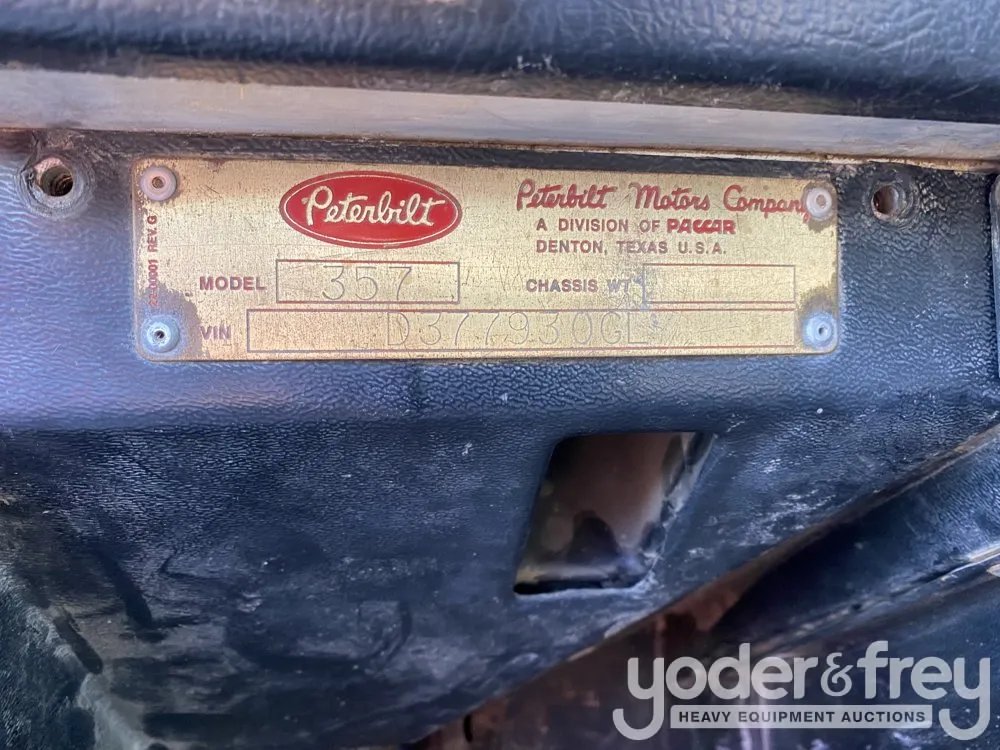 Peterbilt
Peterbilt Motors Company
A DIVISION OF PACCAR
DENTON, TEXAS U.S.A.
MODEL 357
CHASSIS WT
VIN D377930GL
REV. G
yoder&frey
HEAVY EQUIPMENT AUCTIONS